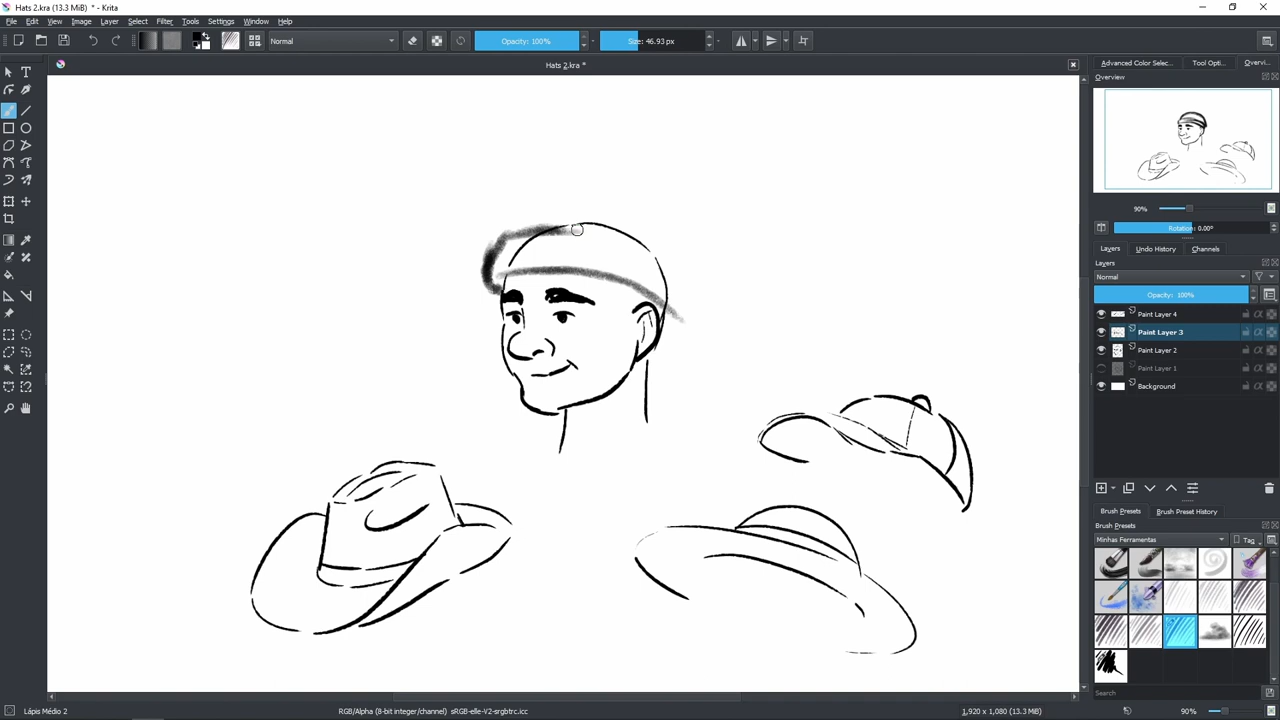 Hats 2.kra (13.3 MiB) * - Krita
File Edit View Image Layer Filter Tools Settings Window Help
Normal
Opacity: 100%
Size: 46.93 px
Hats 2.kra *
Advanced Color Selec... Tool Opti... Overvi...
Overview
90%
Rotation: 0.00°
Layers Undo History Channels
Layers
Normal
Opacity: 100%
Paint Layer 4
Paint Layer 3
Paint Layer 2
Paint Layer 1
Background
Brush Presets Brush Preset History
Brush Presets
Minhas Ferramentas
Tag
Search
Lápis Médio 2
RGB/Alpha (8-bit integer/channel) sRGB-elle-V2-srgbtrc.icc
1,920 x 1,080 (13.3 MiB)
90%